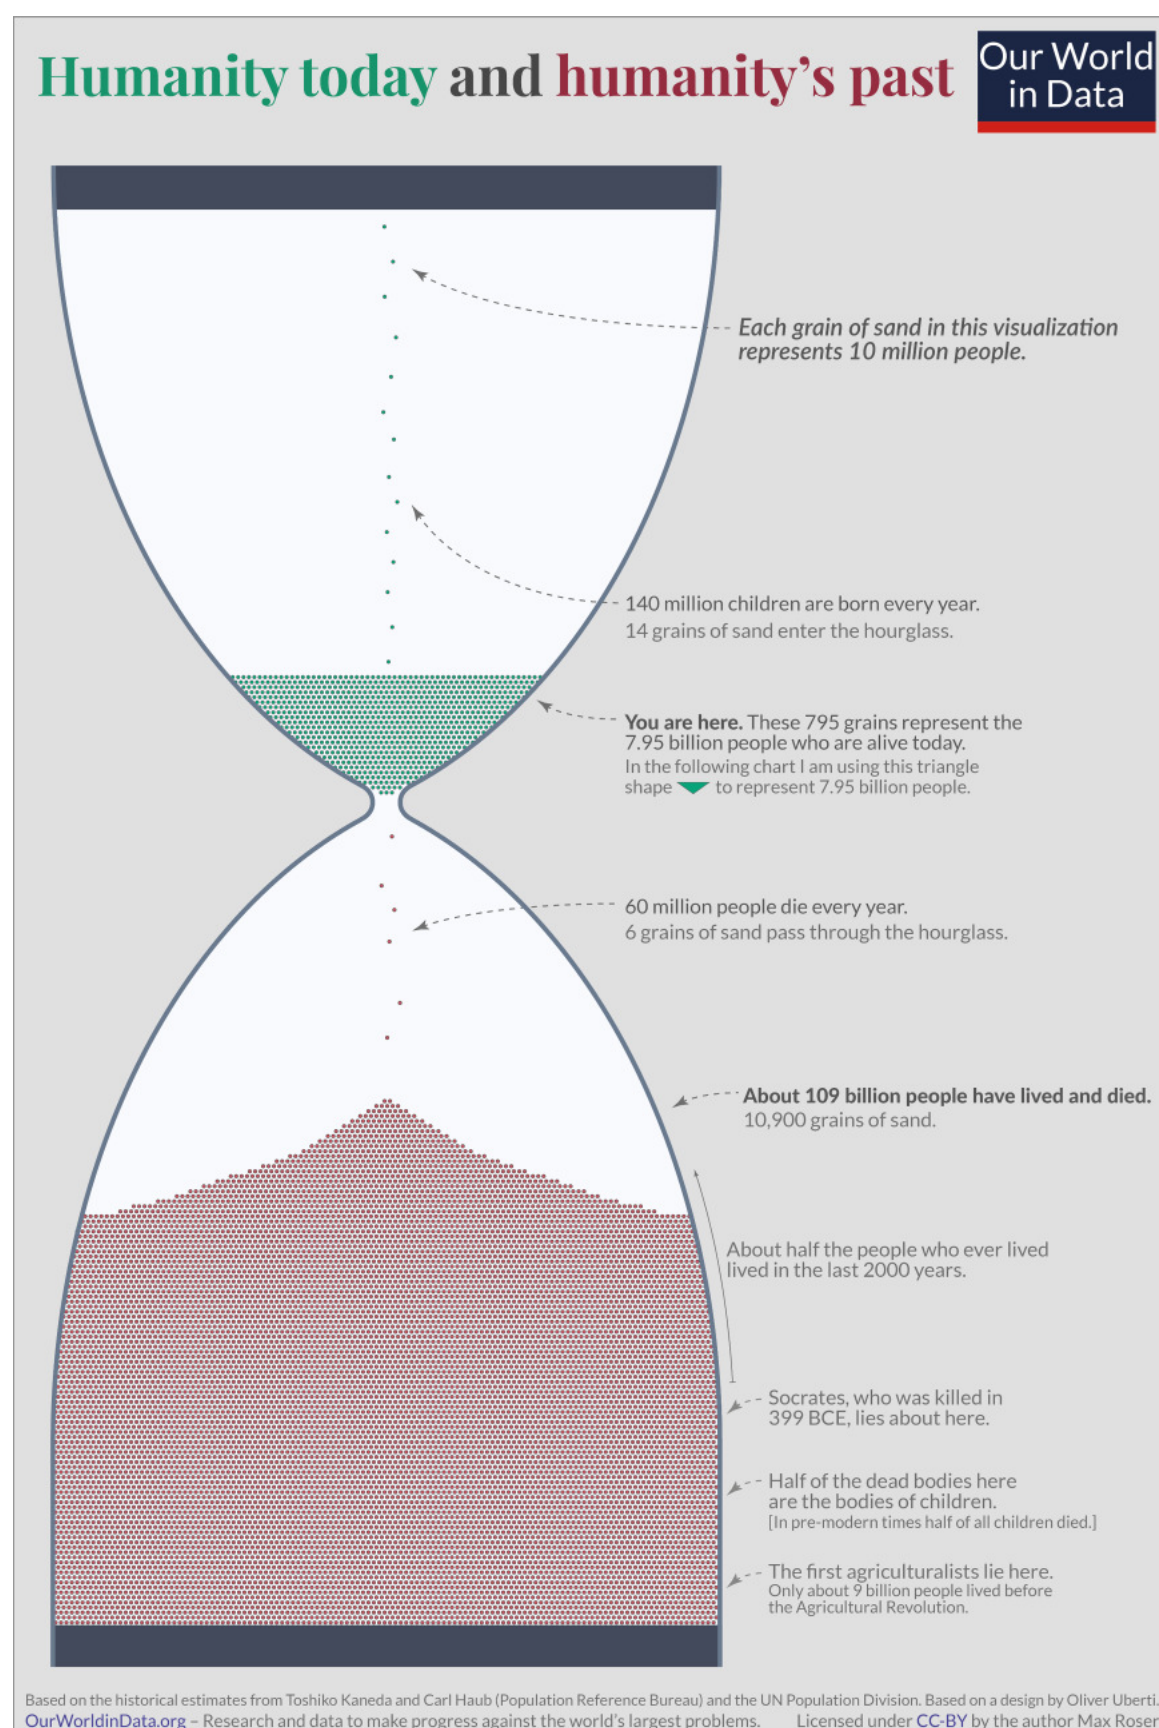 Humanity today and humanity's past
Our World
in Data
Each grain of sand in this visualization
represents 10 million people.
140 million children are born every year.
14 grains of sand enter the hourglass.
You are here. These 795 grains represent the
7.95 billion people who are alive today.
In the following chart I am using this triangle
shape to represent 7.95 billion people.
60 million people die every year.
6 grains of sand pass through the hourglass.
About 109 billion people have lived and died.
10,900 grains of sand.
About half the people who ever lived
lived in the last 2000 years.
Socrates, who was killed in
399 BCE, lies about here.
Half of the dead bodies here
are the bodies of children.
[In pre-modern times half of all children died.]
The first agriculturalists lie here.
Only about 9 billion people lived before
the Agricultural Revolution.
Based on the historical estimates from Toshiko Kaneda and Carl Haub (Population Reference Bureau) and the UN Population Division. Based on a design by Oliver Uberti.
OurWorldinData.org – Research and data to make progress against the world's largest problems. Licensed under CC-BY by the author Max Roser